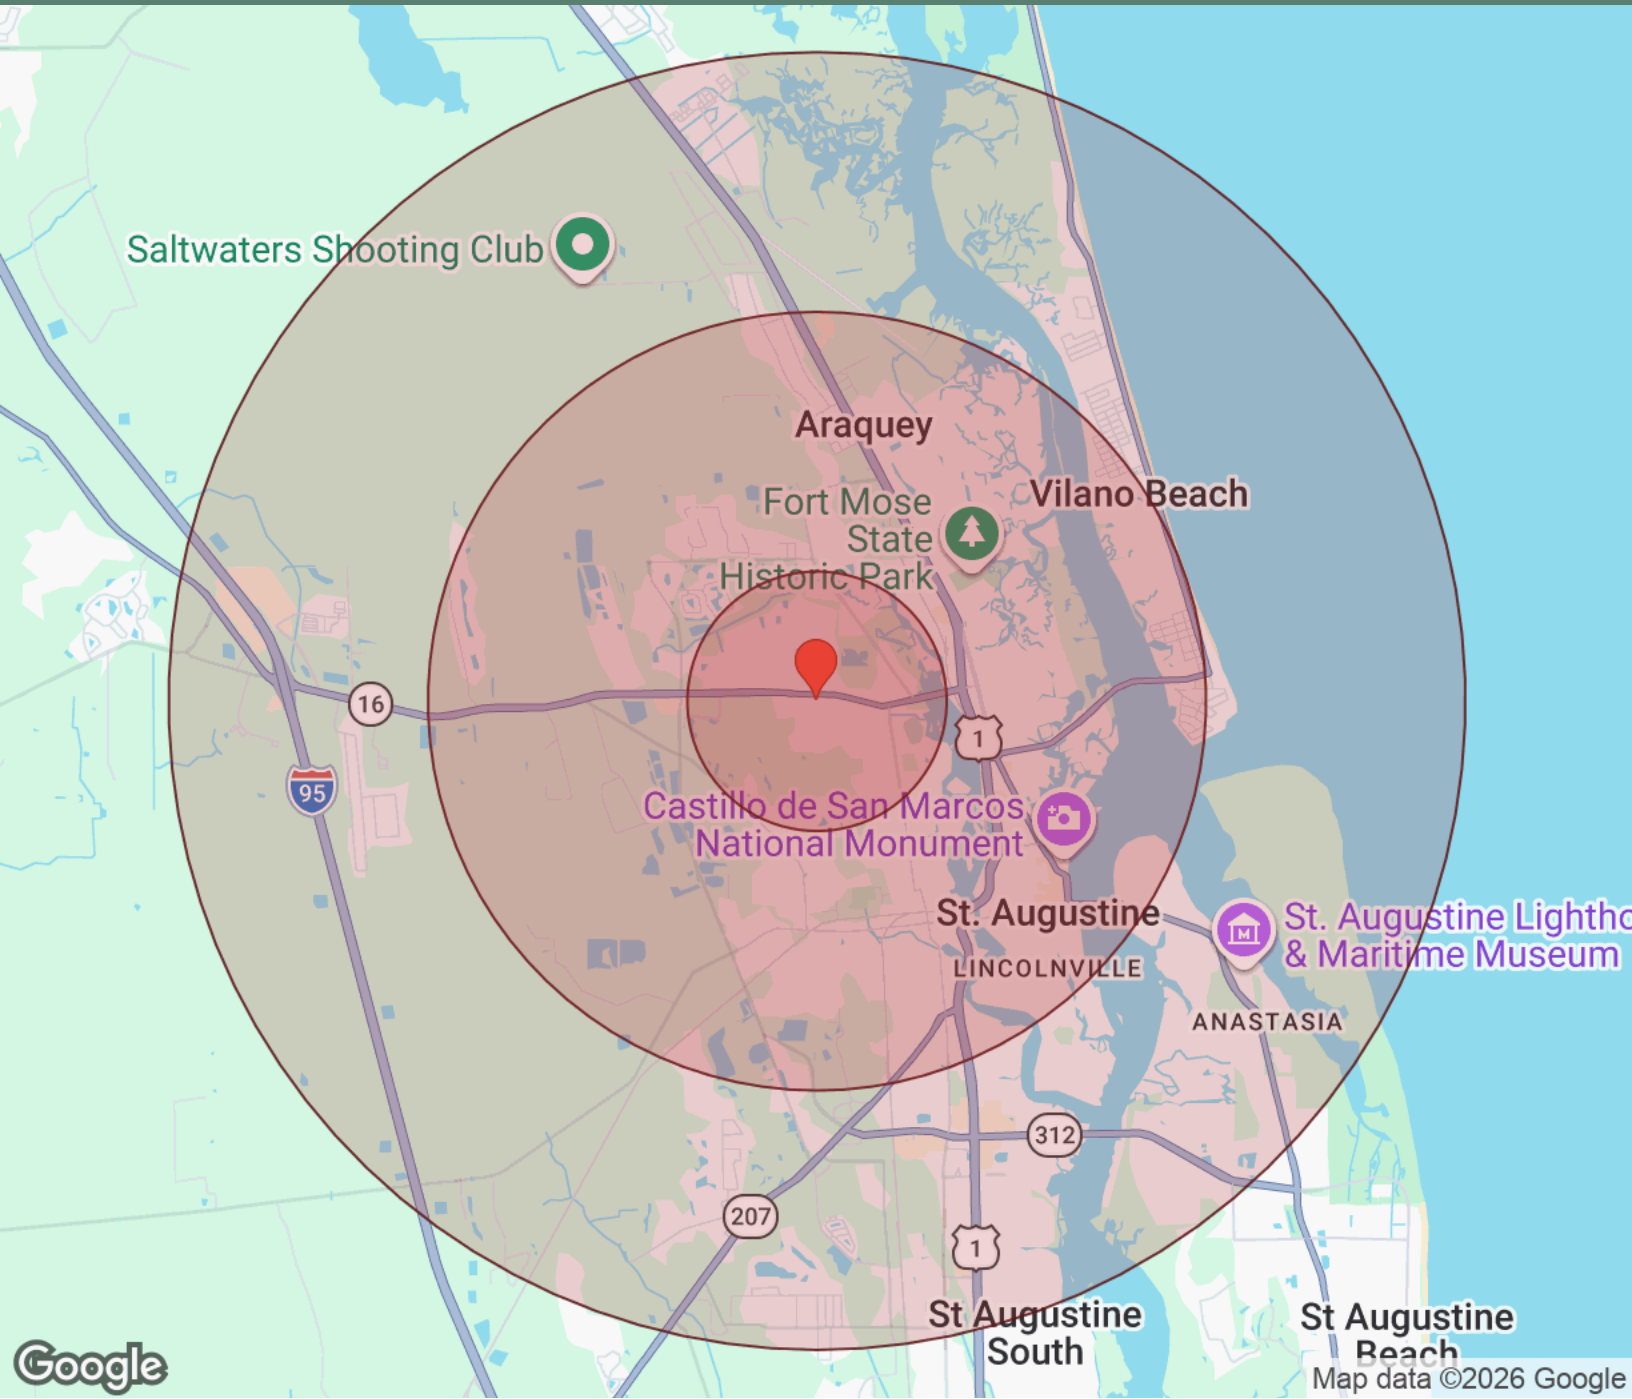 Saltwaters Shooting Club
Araquey
Vilano Beach
Fort Mose
State
Historic Park
16
1
95
Castillo de San Marcos
National Monument
St. Augustine
St. Augustine Lightho
& Maritime Museum
LINCOLNVILLE
ANASTASIA
312
207
1
St Augustine
South
St Augustine
Beach
Google
Map data ©2026 Google